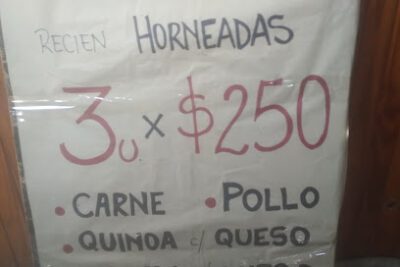 RECIEN HORNEADAS
3U x $250
• CARNE • POLLO
• QUINOA c/ QUESO